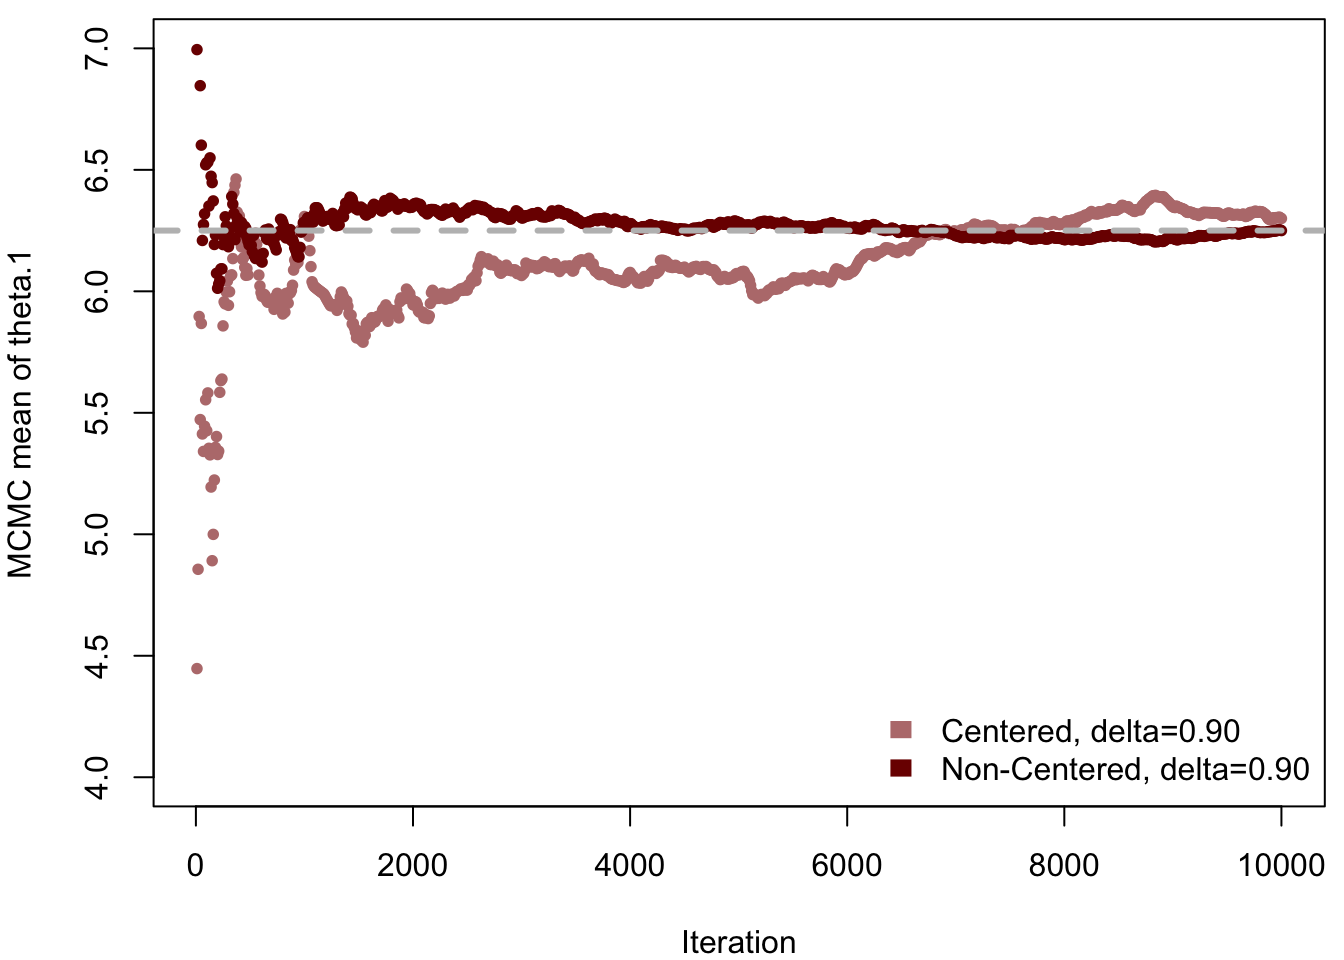 MCMC mean of theta.1
7.0
6.5
6.0
5.5
5.0
4.5
4.0
Centered, delta=0.90
Non-Centered, delta=0.90
0 2000 4000 6000 8000 10000
Iteration